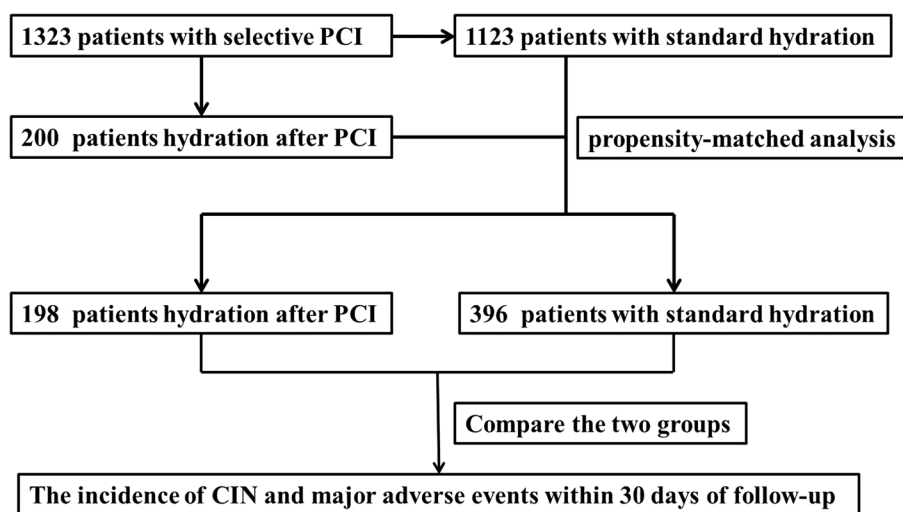 1323 patients with selective PCI
1123 patients with standard hydration
200 patients hydration after PCI
propensity-matched analysis
198 patients hydration after PCI
396 patients with standard hydration
Compare the two groups
The incidence of CIN and major adverse events within 30 days of follow-up